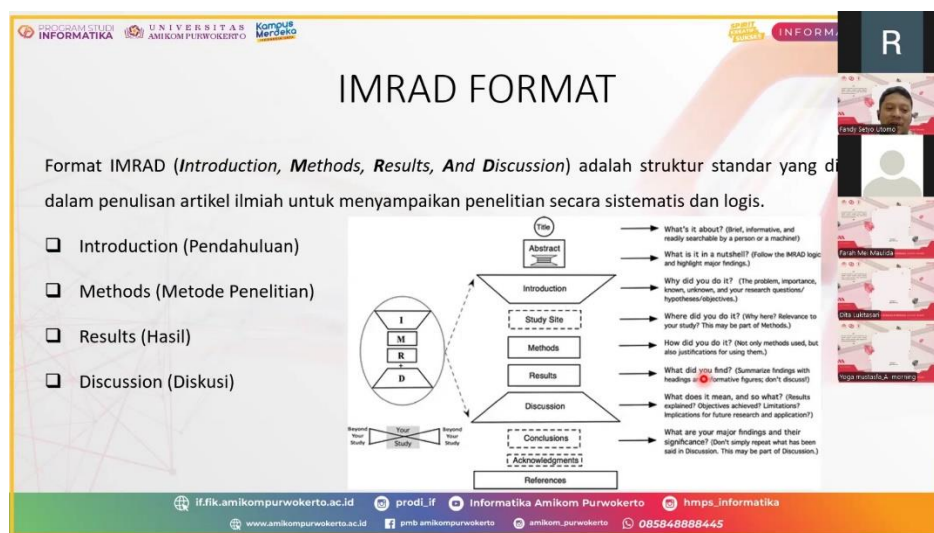 PROGRAM STUDI
INFORMATIKA
UNIVERSITAS
AMIKOM PURWOKERTO
Kampus
Merdeka
SPIRIT
KREATIF
SUKSES
INFORM
R
IMRAD FORMAT
Fandy Setyo Utomo
Format IMRAD (Introduction, Methods, Results, And Discussion) adalah struktur standar yang di
dalam penulisan artikel ilmiah untuk menyampaikan penelitian secara sistematis dan logis.
Introduction (Pendahuluan)
Methods (Metode Penelitian)
Results (Hasil)
Discussion (Diskusi)
I
M
R
+
D
Beyond
Your
Study
Your
Study
Beyond
Your
Study
Title
What's it about? (Brief, informative, and
readily searchable by a person or a machine!)
Abstract
What is it in a nutshell? (Follow the IMRAD logic
and highlight major findings.)
Introduction
Why did you do it? (The problem, importance,
known, unknown, and your research questions/
hypotheses/objectives.)
Study Site
Where did you do it? (Why here? Relevance to
your study? This may be part of Methods.)
Methods
How did you do it? (Not only methods used, but
also justifications for using them.)
Results
What did you find? (Summarize findings with
headings formative figures; don't discuss!)
Discussion
What does it mean, and so what? (Results
explained? Objectives achieved? Limitations?
Implications for future research and application?)
Conclusions
What are your major findings and their
significance? (Don't simply repeat what has been
said in Discussion. This may be part of Discussion.)
Acknowledgments
References
Farah Mei Maulida
Dita Luktasari
Yoga mustasfa_A_morning
if.fik.amikompurwokerto.ac.id
prodi_if
Informatika Amikom Purwokerto
hmps_informatika
www.amikompurwokerto.ac.id
pmb amikompurwokerto
amikom_purwokerto
085848888445